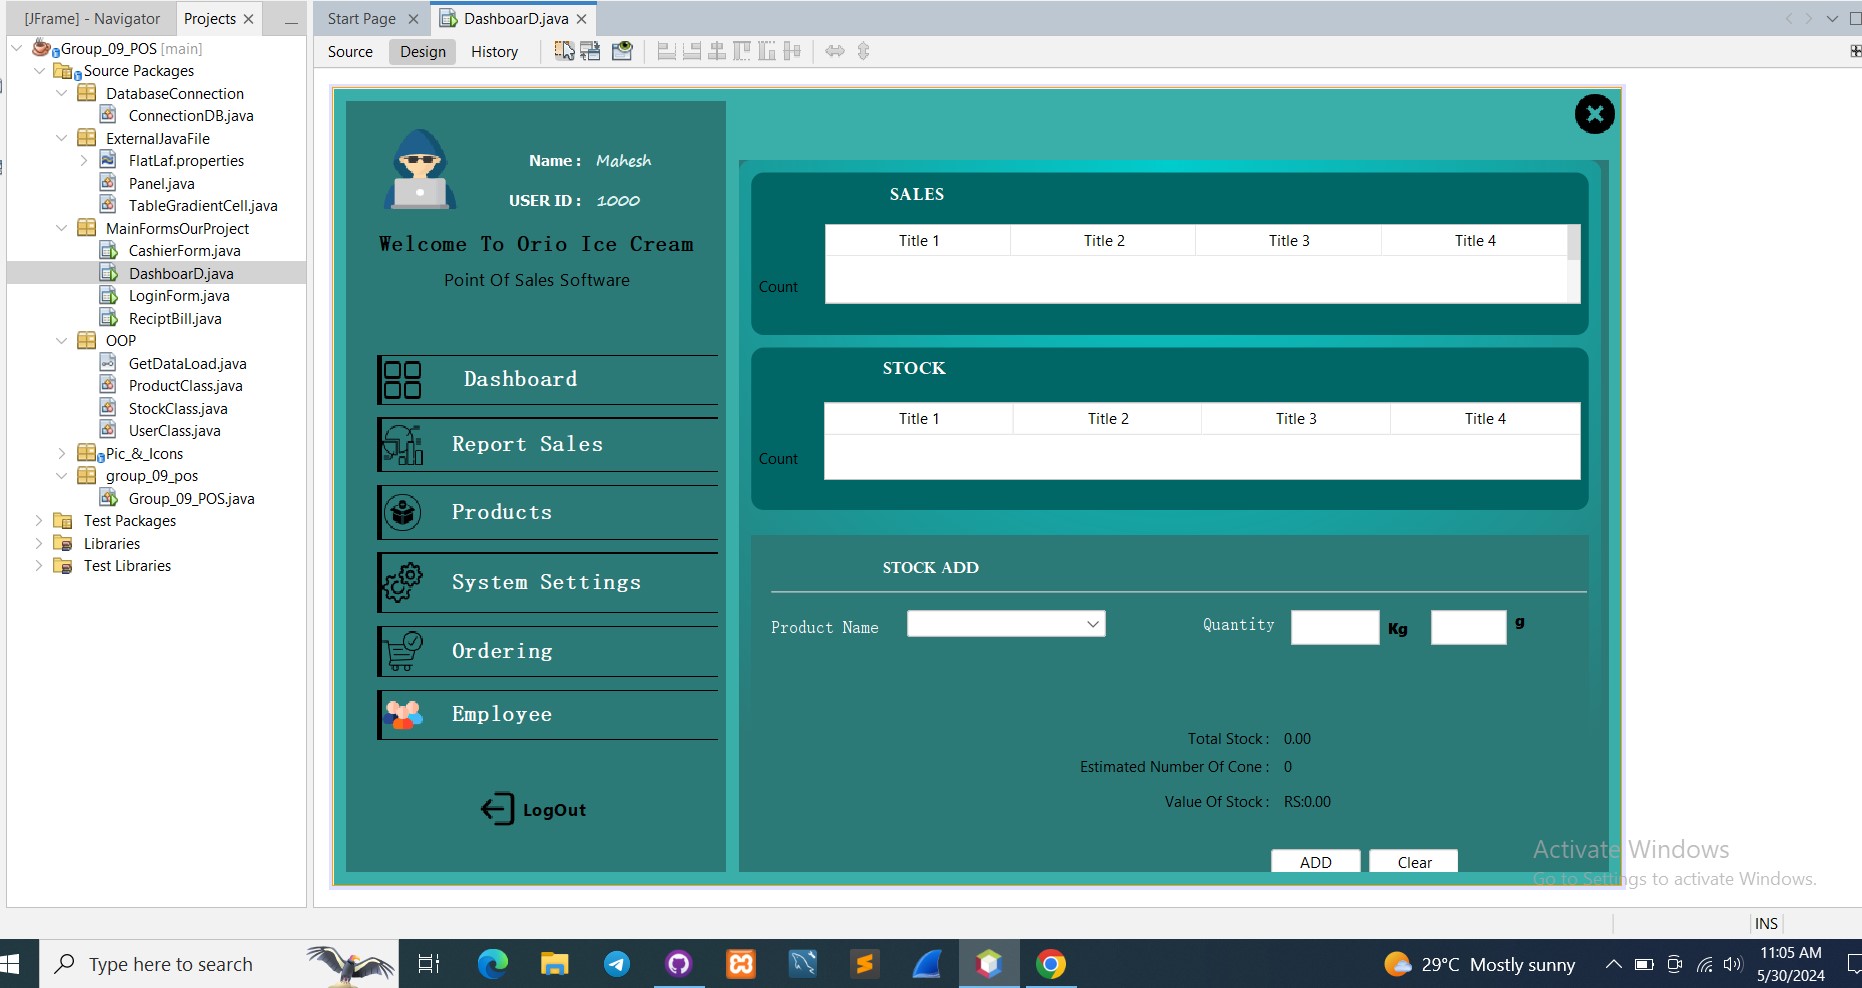 [JFrame] - Navigator
Projects
Start Page
DashboarD.java
Source
Design
History
Group_09_POS [main]
Source Packages
DatabaseConnection
ConnectionDB.java
ExternalJavaFile
FlatLaf.properties
Panel.java
TableGradientCell.java
MainFormsOurProject
CashierForm.java
DashboarD.java
LoginForm.java
ReciptBill.java
OOP
GetDataLoad.java
ProductClass.java
StockClass.java
UserClass.java
Pic_&_Icons
group_09_pos
Group_09_POS.java
Test Packages
Libraries
Test Libraries
Name : Mahesh
USER ID : 1000
Welcome To Orio Ice Cream
Point Of Sales Software
Dashboard
Report Sales
Products
System Settings
Ordering
Employee
LogOut
SALES
Title 1 Title 2 Title 3 Title 4
Count
STOCK
Title 1 Title 2 Title 3 Title 4
Count
STOCK ADD
Product Name
Quantity Kg g
Total Stock : 0.00
Estimated Number Of Cone : 0
Value Of Stock : RS:0.00
ADD Clear
Activate Windows
Go to Settings to activate Windows.
INS
Type here to search
29°C Mostly sunny
11:05 AM
5/30/2024